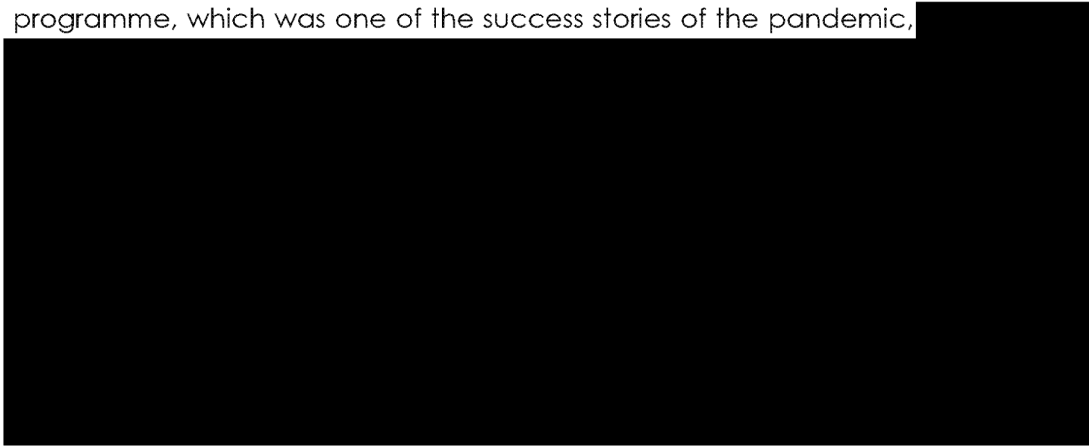 programme, which was one of the success stories of the pandemic,